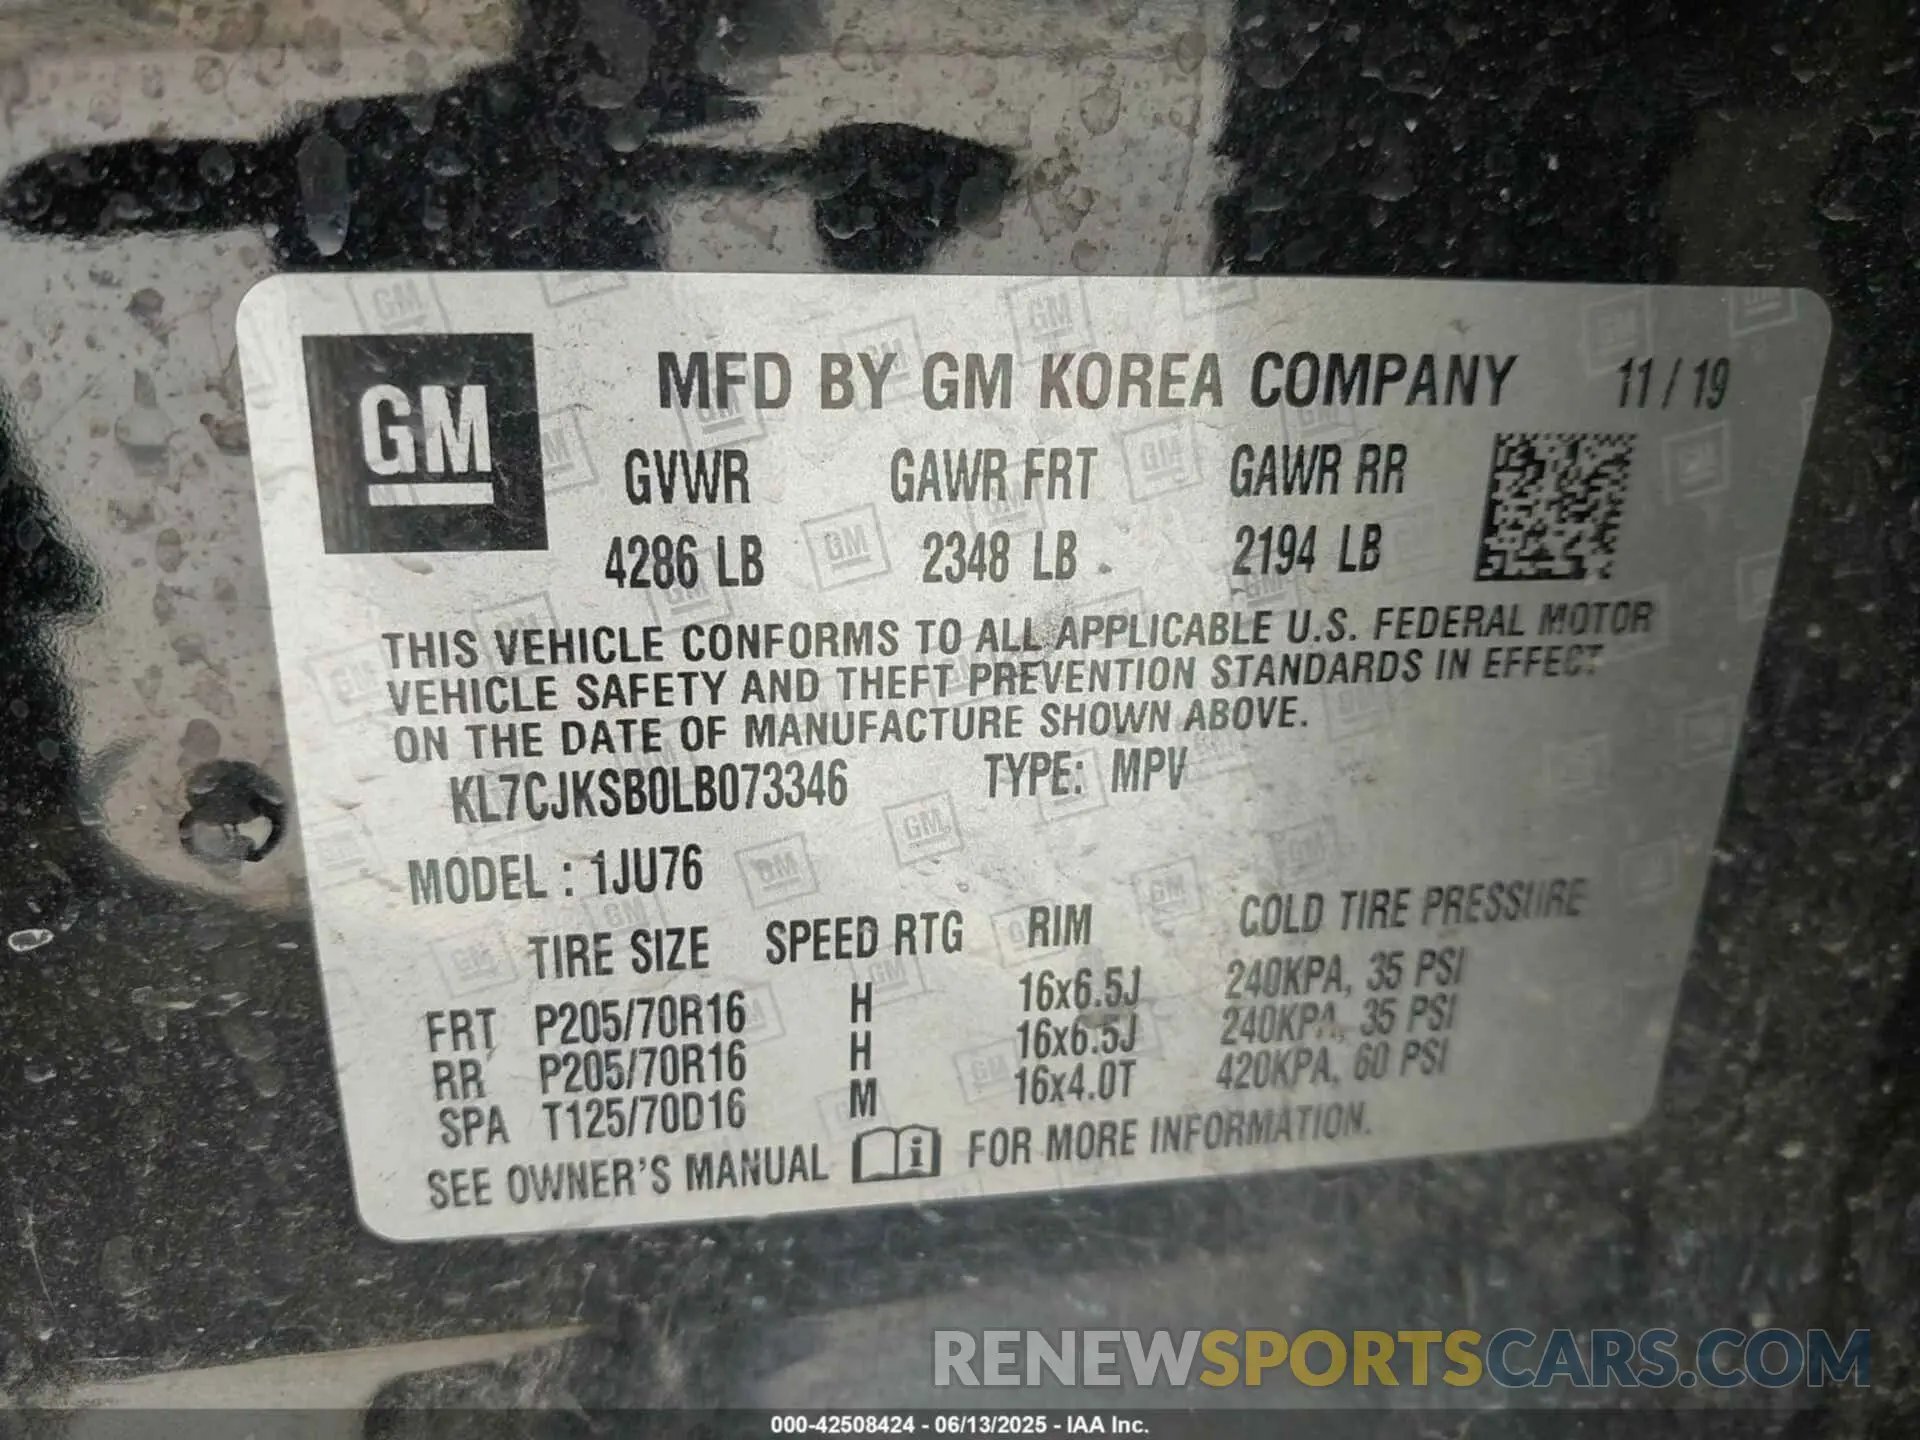 GM
MFD BY GM KOREA COMPANY 11 / 19
GVWR GAWR FRT GAWR RR
4286 LB 2348 LB 2194 LB
THIS VEHICLE CONFORMS TO ALL APPLICABLE U.S. FEDERAL MOTOR
VEHICLE SAFETY AND THEFT PREVENTION STANDARDS IN EFFECT
ON THE DATE OF MANUFACTURE SHOWN ABOVE.
KL7CJKSB0LB073346 TYPE: MPV
MODEL : 1JU76
TIRE SIZE SPEED RTG RIM COLD TIRE PRESSURE
FRT P205/70R16 H 16x6.5J 240KPA, 35 PSI
RR P205/70R16 H 16x6.5J 240KPA, 35 PSI
SPA T125/70D16 M 16x4.0T 420KPA, 60 PSI
SEE OWNER'S MANUAL i FOR MORE INFORMATION.
RENEWSPORTSCARS.COM
000-42508424 - 06/13/2025 - IAA Inc.